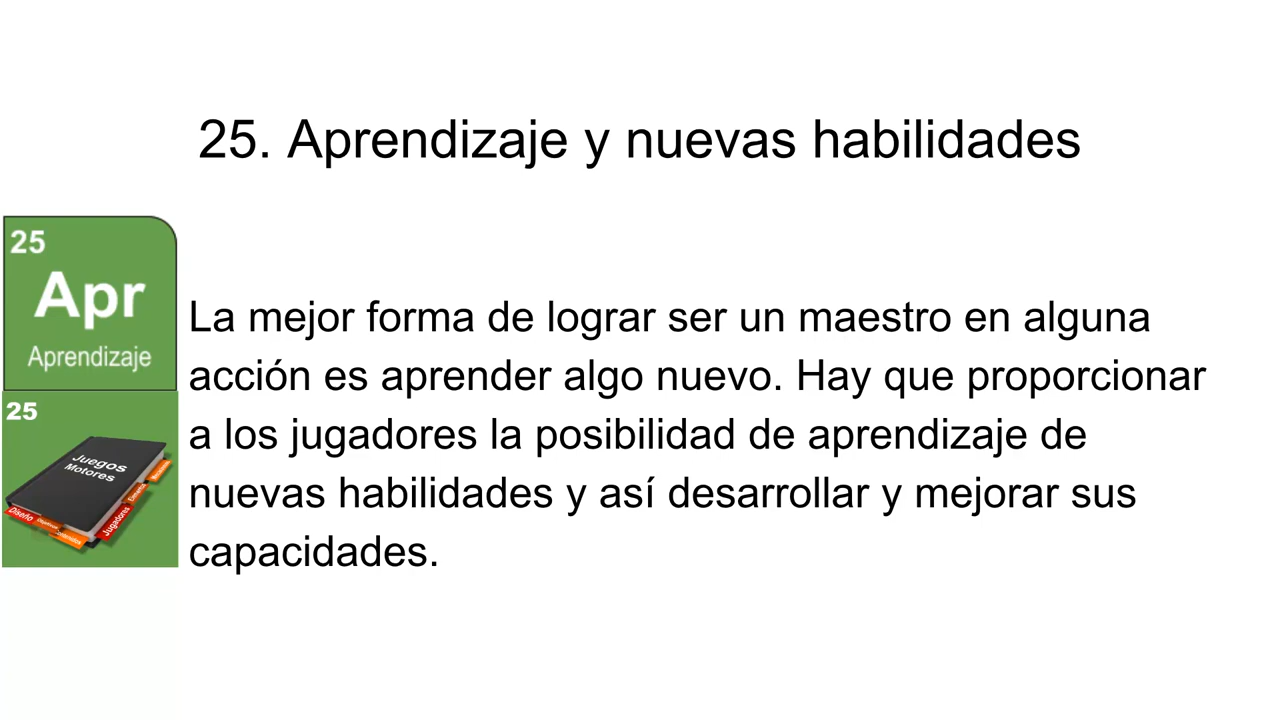 25. Aprendizaje y nuevas habilidades
25
Apr
Aprendizaje
La mejor forma de lograr ser un maestro en alguna
acción es aprender algo nuevo. Hay que proporcionar
a los jugadores la posibilidad de aprendizaje de
nuevas habilidades y así desarrollar y mejorar sus
capacidades.
25
Juegos
Motores
Diseño
Jugadores